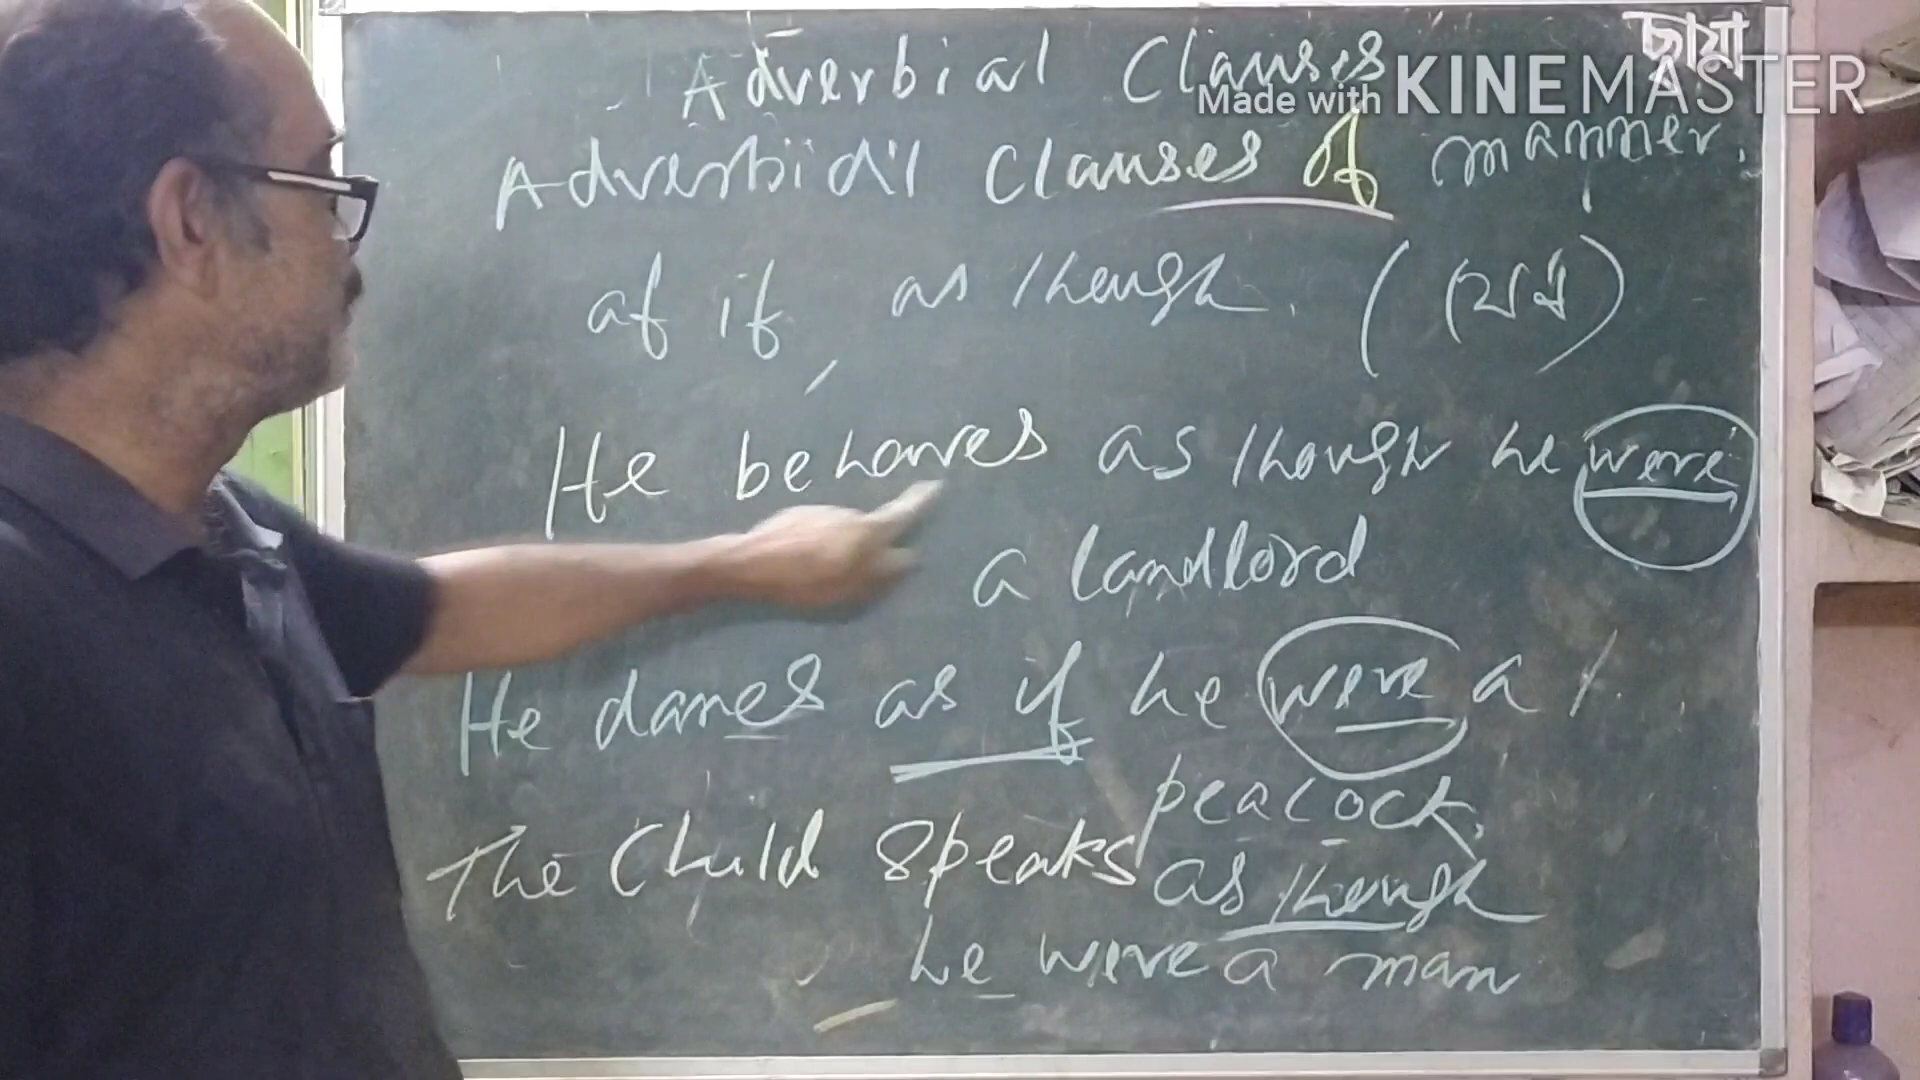 ছায়া
Made with KINEMASTER
Adverbial Clauses
Adverbial Clauses of manner.
as if, as though. (যেন)
He behaves as though he were
a landlord
He dances as if he were a
peacock.
The Child speaks as though
he were a man